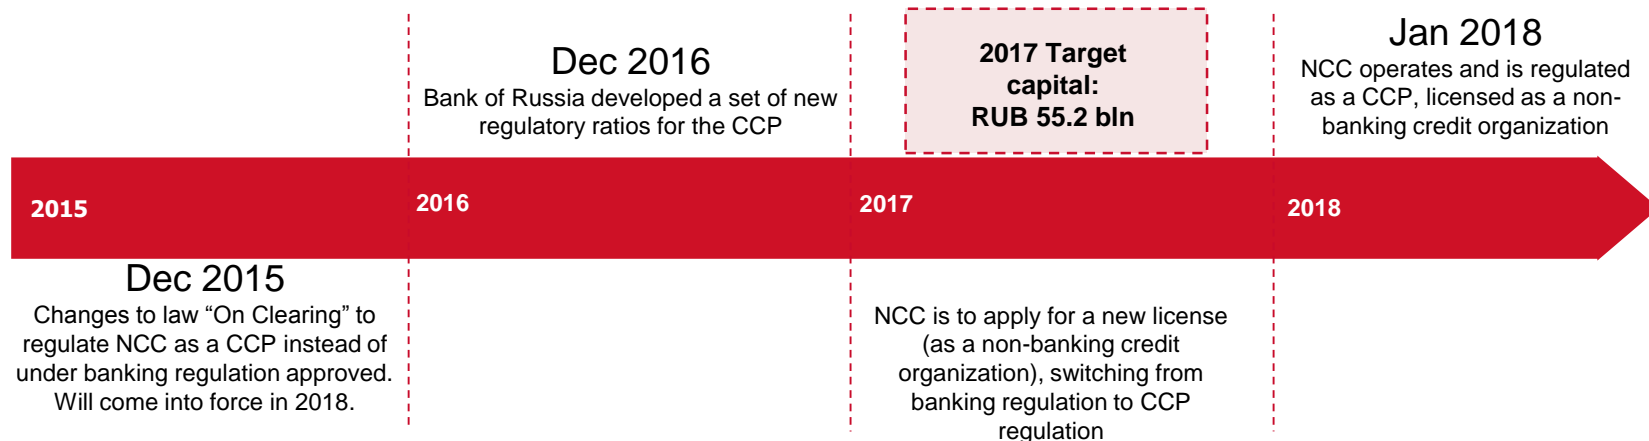 Dec 2016
Bank of Russia developed a set of new
regulatory ratios for the CCP
2017 Target
capital:
RUB 55.2 bln
Jan 2018
NCC operates and is regulated
as a CCP, licensed as a non-
banking credit organization
2015
2016
2017
2018
Dec 2015
Changes to law “On Clearing” to
regulate NCC as a CCP instead of
under banking regulation approved.
Will come into force in 2018.
NCC is to apply for a new license
(as a non-banking credit
organization), switching from
banking regulation to CCP
regulation